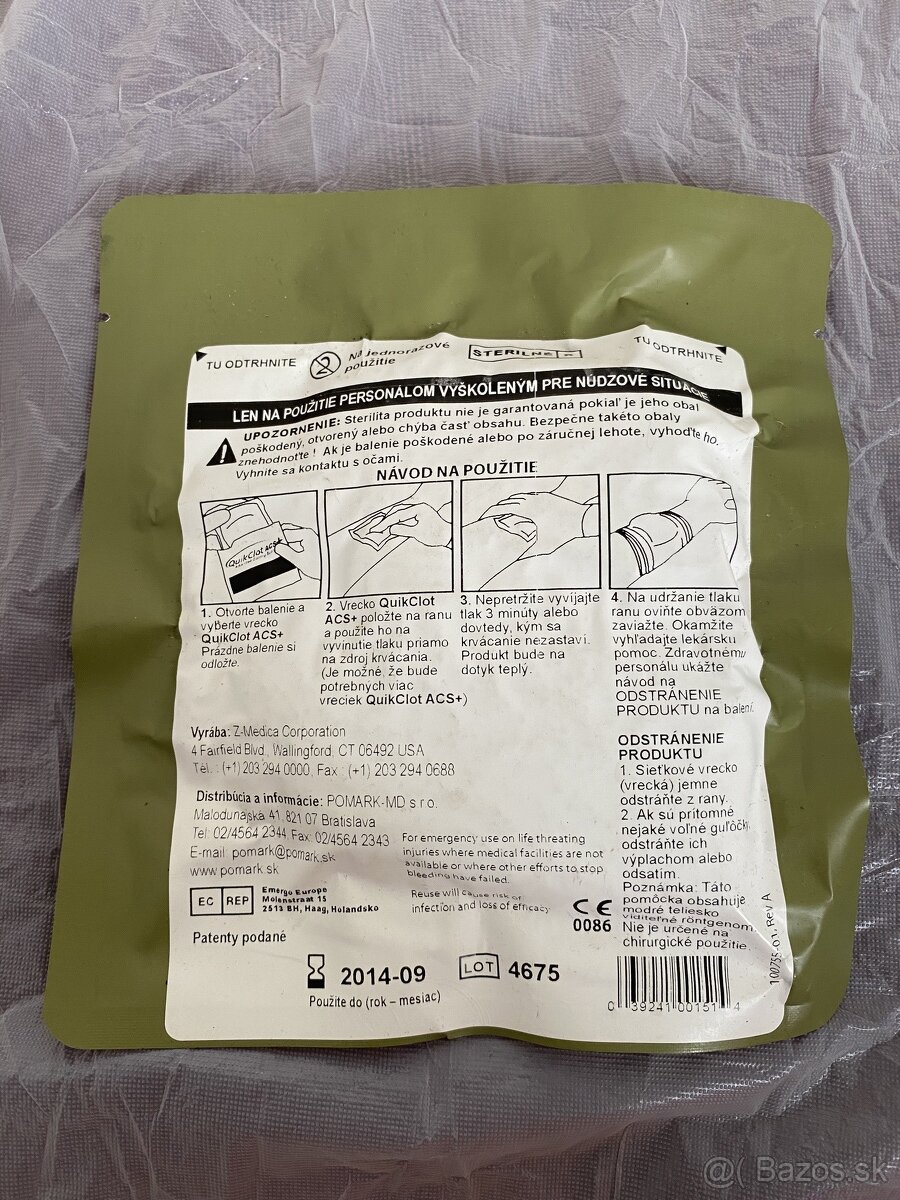 TU ODTRHNITE
2
Na jednorazové
použitie
STERILNÉ R
TU ODTRHNITE
LEN NA POUŽITIE PERSONÁLOM VYŠKOLENÝM PRE NÚDZOVÉ SITUÁCIE
UPOZORNENIE: Sterilita produktu nie je garantovaná pokiaľ je jeho obal
poškodený, otvorený alebo chýba časť obsahu. Bezpečne takéto obaly
znehodnoťte ! Ak je balenie poškodené alebo po záručnej lehote, vyhoďte ho.
Vyhnite sa kontaktu s očami.
NÁVOD NA POUŽITIE
QuikClot ACS+
1. Otvorte balenie a
vyberte vrecko
QuikClot ACS+
Prázdne balenie si
odložte.
2. Vrecko QuikClot
ACS+ položte na ranu
a použite ho na
vyvinutie tlaku priamo
na zdroj krvácania.
(Je možné, že bude
potrebných viac
vreciek QuikClot ACS+)
3. Nepretržite vyvíjajte
tlak 3 minúty alebo
dovtedy, kým sa
krvácanie nezastaví.
Produkt bude na
dotyk teplý.
4. Na udržanie tlaku
ranu oviňte obväzom
zaviažte. Okamžite
vyhľadajte lekársku
pomoc. Zdravotnému
personálu ukážte
návod na
ODSTRÁNENIE
PRODUKTU na balení.
Výraba: Z-Medica Corporation
4 Fairfield Blvd., Wallingford, CT 06492 USA
Tel.: (+1) 203 294 0000, Fax : (+1) 203 294 0688
Distribúcia a informácie: POMARK-MD s r.o.
Malodunajská 41, 821 07 Bratislava
Tel: 02/4564 2344, Fax: 02/4564 2343
E-mail: pomark@pomark.sk
www.pomark.sk
For emergency use on life threating
injuries where medical facilities are not
available or where other efforts to stop
bleeding have failed.
Reuse will cause risk of
infection and loss of efficacy
EC REP
Emergo Europe
Molenstraat 15
2513 BH, Haag, Holandsko
CE
0086
Patenty podané
ODSTRÁNENIE
PRODUKTU
1. Sieťkové vrecko
(vrecká) jemne
odstráňte z rany.
2. Ak sú prítomné
nejaké voľné guľôčky
odstráňte ich
výplachom alebo
odsatím.
Poznámka: Táto
pomôcka obsahuje
modré teliesko
viditeľné röntgenom
Nie je určené na
chirurgické použitie.
100755-01, Rev A
2014-09
Použite do (rok – mesiac)
LOT 4675
0 39241 00151 4
@( Bazos.sk